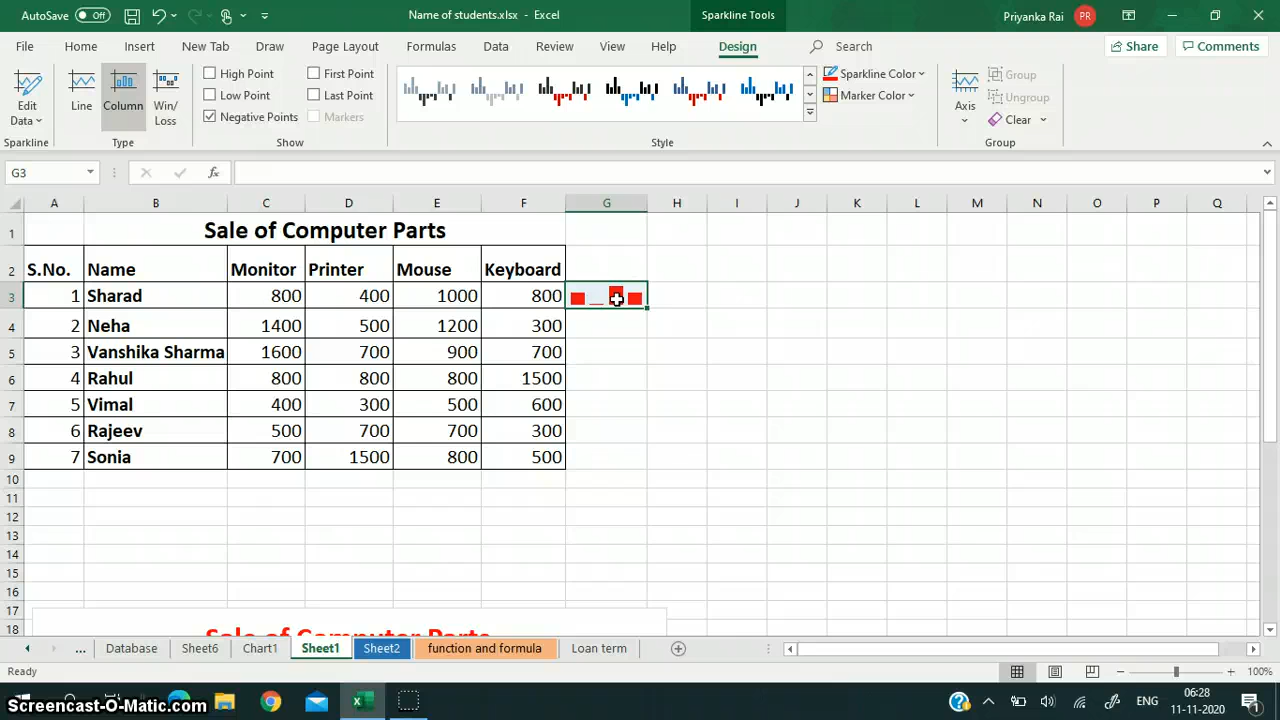 AutoSave Off Name of students.xlsx - Excel Sparkline Tools Priyanka Rai PR
File Home Insert New Tab Draw Page Layout Formulas Data Review View Help Design Search Share Comments
Edit Data Line Column Win/Loss
High Point First Point
Low Point Last Point
Negative Points Markers
Sparkline Color
Marker Color
Axis
Group
Ungroup
Clear
Sparkline Type Show Style Group
G3 fx
A B C D E F G H I J K L M N O P Q
1 Sale of Computer Parts
2 S.No. Name Monitor Printer Mouse Keyboard
3 1 Sharad 800 400 1000 800
4 2 Neha 1400 500 1200 300
5 3 Vanshika Sharma 1600 700 900 700
6 4 Rahul 800 800 800 1500
7 5 Vimal 400 300 500 600
8 6 Rajeev 500 700 700 300
9 7 Sonia 700 1500 800 500
10
11
12
13
14
15
16
17
18 Sale of Computer Parts
... Database Sheet6 Chart1 Sheet1 Sheet2 function and formula Loan term
Ready 100%
Screencast-O-Matic.com ENG 06:28
11-11-2020 1